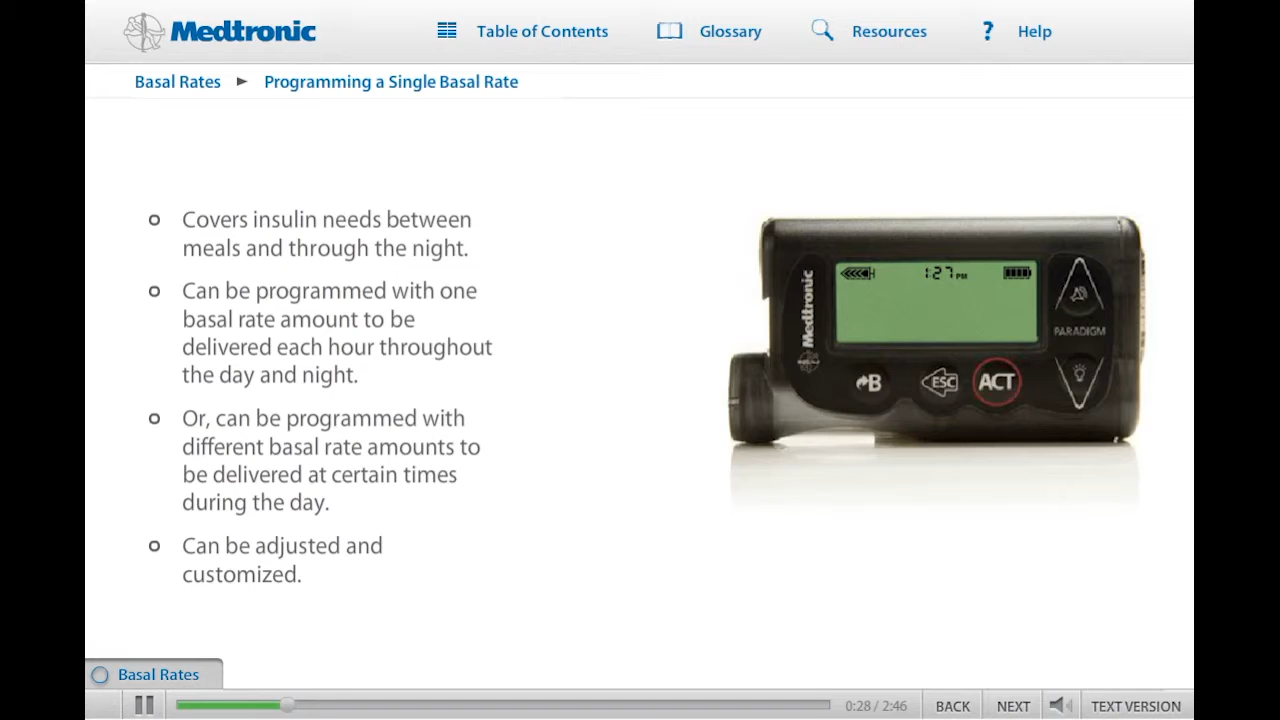 Medtronic
Table of Contents
Glossary
Resources
? Help
Basal Rates ► Programming a Single Basal Rate
Covers insulin needs between
meals and through the night.
Can be programmed with one
basal rate amount to be
delivered each hour throughout
the day and night.
Or, can be programmed with
different basal rate amounts to
be delivered at certain times
during the day.
Can be adjusted and
customized.
Medtronic
1:27 PM
PARADIGM
B
ESC
ACT
Basal Rates
0:28 / 2:46
BACK
NEXT
TEXT VERSION